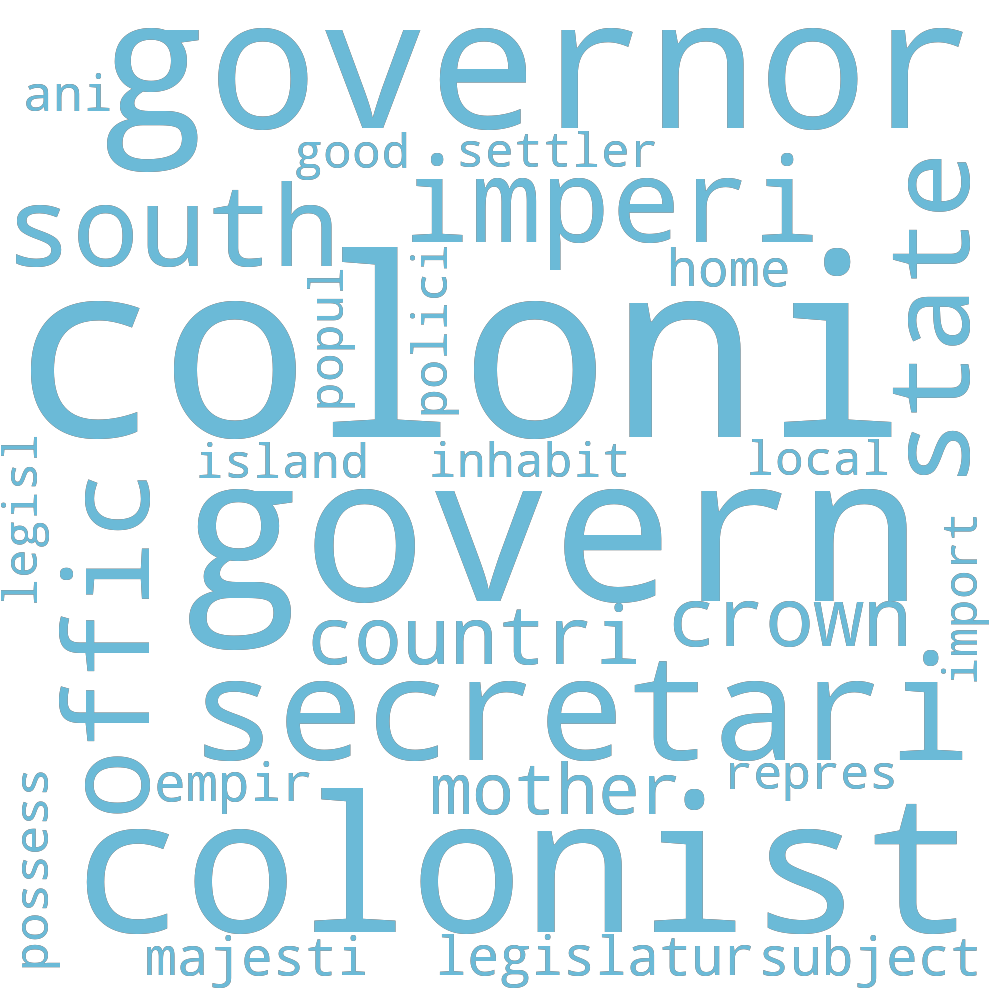 governor
ani
good
settler
imperi
south
state
home
coloni
popul
polici
island
inhabit
local
legisl
offic
govern
import
countri
crown
secretari
empir
mother
repres
possess
colonist
majesti
legislatur
subject